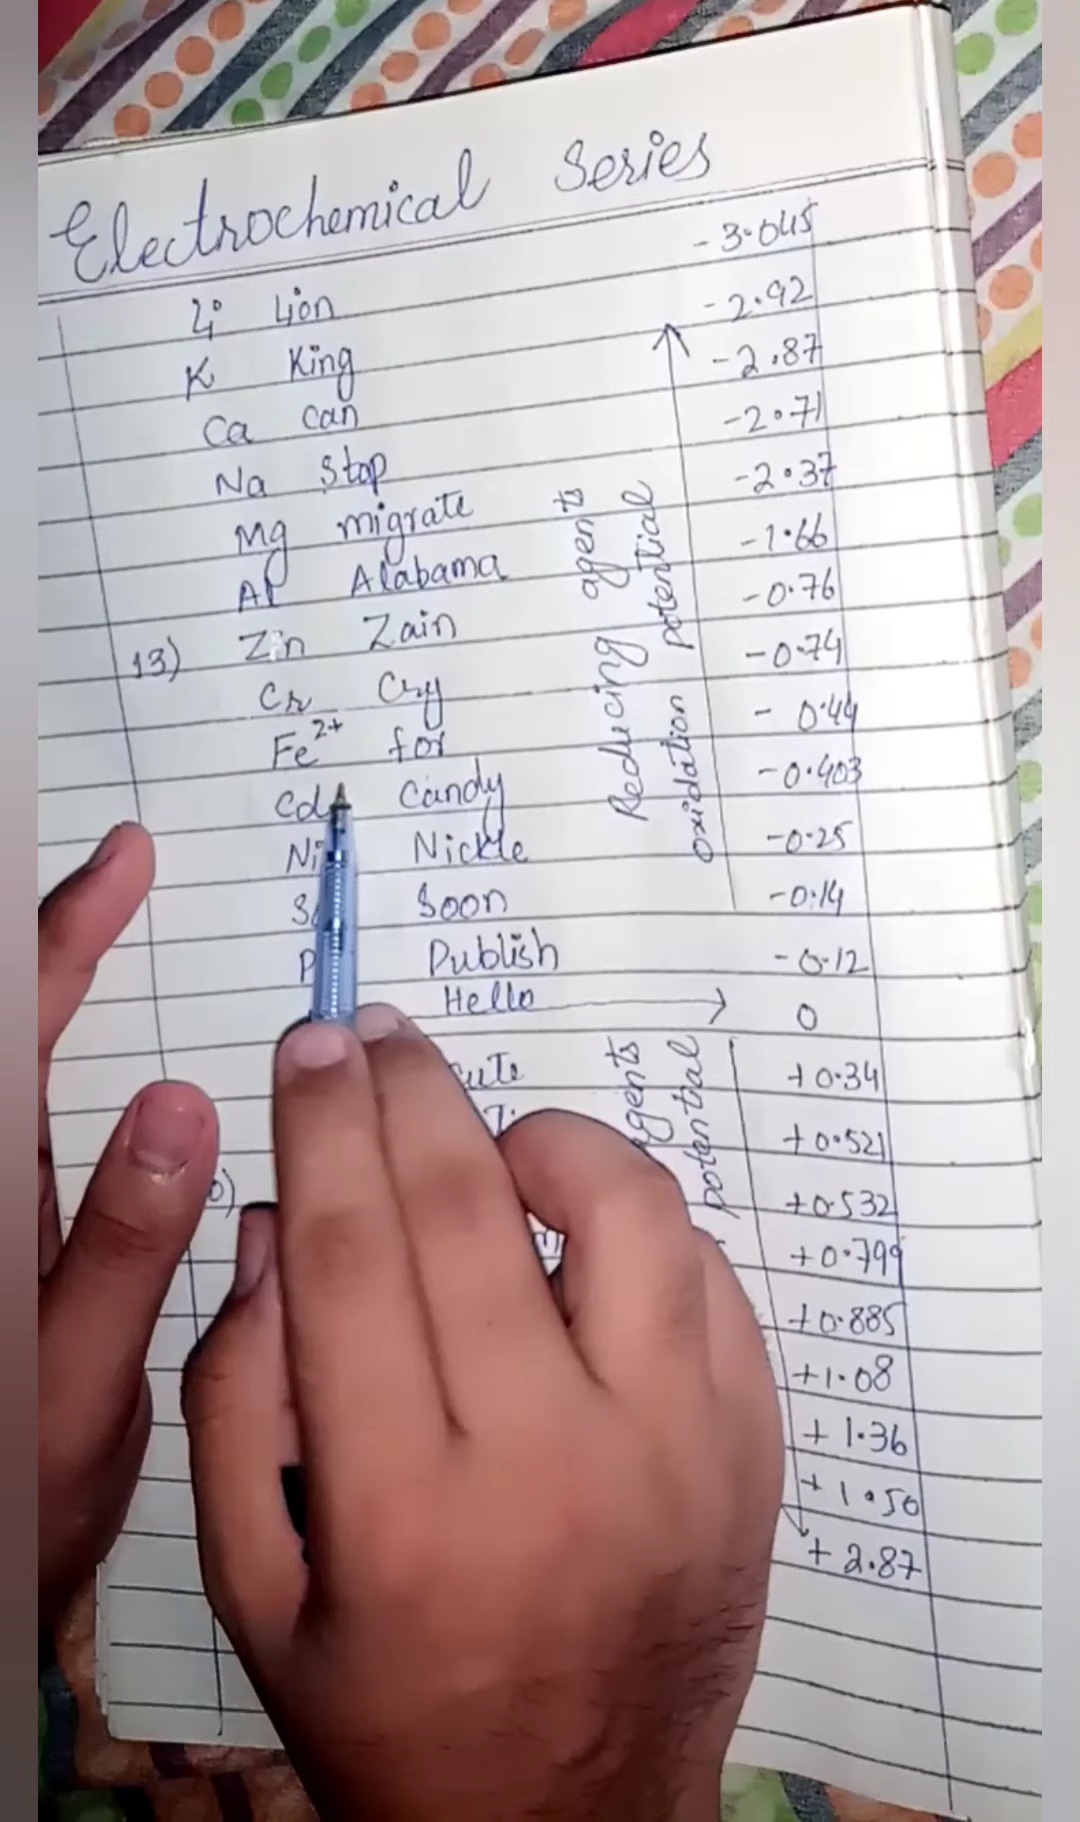 Electrochemical Series
Li Lion -3.045
K King -2.92
Ca can -2.87
Na Stop -2.71
Mg migrate -2.37
Al Alabama -1.66
13) Zin Zain -0.76
Cr Cry -0.74
Fe2+ for -0.44
Cd Candy -0.403
Ni Nickle -0.25
Soon -0.14
P Publish -0.12
Hello 0
+0.34
+0.521
+0.532
+0.799
+0.885
+1.08
+1.36
+1.50
+2.87
Reducing agents
oxidation potential
agents
potential